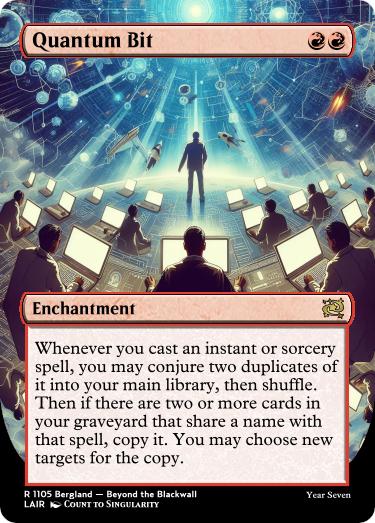 Quantum Bit
Enchantment
Whenever you cast an instant or sorcery
spell, you may conjure two duplicates of
it into your main library, then shuffle.
Then if there are two or more cards in
your graveyard that share a name with
that spell, copy it. You may choose new
targets for the copy.
R 1105 Bergland — Beyond the Blackwall
LAIR Count to Singularity
Year Seven